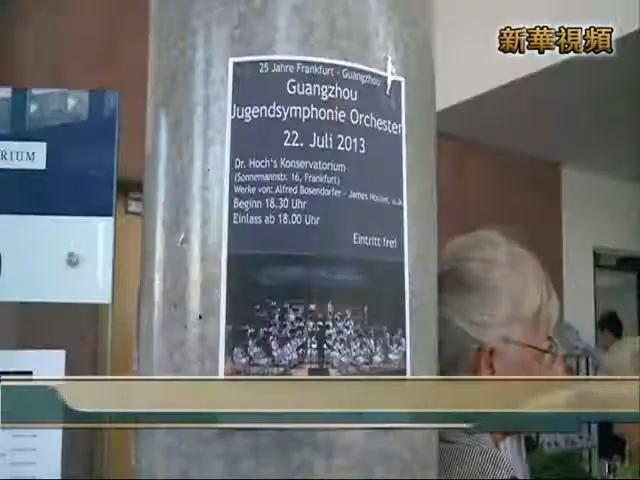 新華視頻
25 Jahre Frankfurt - Guangzhou
Guangzhou
Jugendsymphonie Orchester
22. Juli 2013
Dr. Hoch's Konservatorium
(Sonnemannstr. 16, Frankfurt)
Werke von: Alfred Bosendorfer - James Hosier, u.a.
Beginn 18.30 Uhr
Einlass ab 18.00 Uhr
Eintritt frei
RIUM